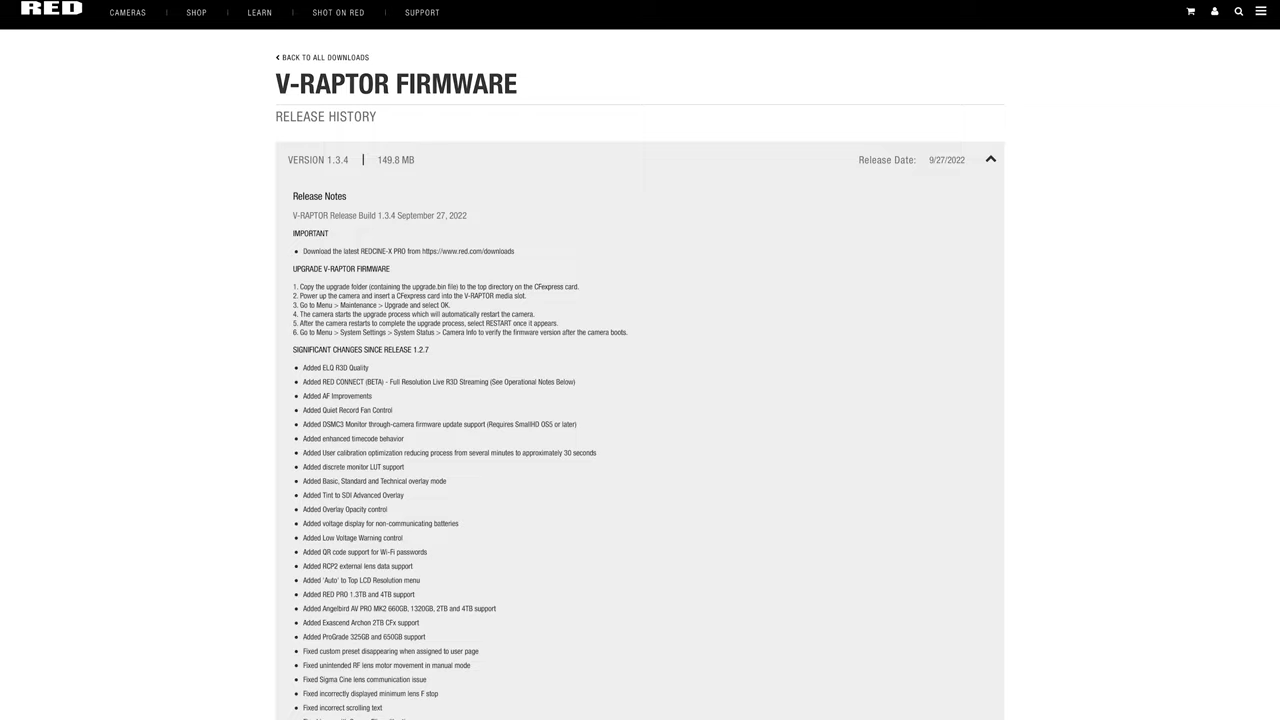 RED
CAMERAS | SHOP | LEARN | SHOT ON RED | SUPPORT
BACK TO ALL DOWNLOADS
V-RAPTOR FIRMWARE
RELEASE HISTORY
VERSION 1.3.4 | 149.8 MB Release Date: 9/27/2022
Release Notes
V-RAPTOR Release Build 1.3.4 September 27, 2022
IMPORTANT
• Download the latest REDCINE-X PRO from https://www.red.com/downloads
UPGRADE V-RAPTOR FIRMWARE
1. Copy the upgrade folder (containing the upgrade.bin file) to the top directory on the CFexpress card.
2. Power up the camera and insert a CFexpress card into the V-RAPTOR media slot.
3. Go to Menu > Maintenance > Upgrade and select OK.
4. The camera starts the upgrade process which will automatically restart the camera.
5. After the camera restarts to complete the upgrade process, select RESTART once it appears.
6. Go to Menu > System Settings > System Status > Camera Info to verify the firmware version after the camera boots.
SIGNIFICANT CHANGES SINCE RELEASE 1.2.7
• Added ELQ R3D Quality
• Added RED CONNECT (BETA) - Full Resolution Live R3D Streaming (See Operational Notes Below)
• Added AF Improvements
• Added Quiet Record Fan Control
• Added DSMC3 Monitor through-camera firmware update support (Requires SmallHD OS5 or later)
• Added enhanced timecode behavior
• Added User calibration optimization reducing process from several minutes to approximately 30 seconds
• Added discrete monitor LUT support
• Added Basic, Standard and Technical overlay mode
• Added Tint to SDI Advanced Overlay
• Added Overlay Opacity control
• Added voltage display for non-communicating batteries
• Added Low Voltage Warning control
• Added QR code support for Wi-Fi passwords
• Added RCP2 external lens data support
• Added 'Auto' to Top LCD Resolution menu
• Added RED PRO 1.3TB and 4TB support
• Added Angelbird AV PRO MK2 660GB, 1320GB, 2TB and 4TB support
• Added Exascend Archon 2TB CFx support
• Added ProGrade 325GB and 650GB support
• Fixed custom preset disappearing when assigned to user page
• Fixed unintended RF lens motor movement in manual mode
• Fixed Sigma Cine lens communication issue
• Fixed incorrectly displayed minimum lens F stop
• Fixed incorrect scrolling text